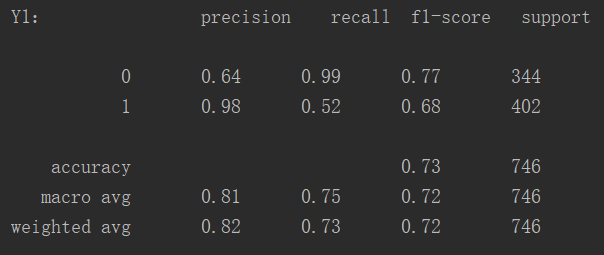 Y1: precision recall f1-score support
0 0.64 0.99 0.77 344
1 0.98 0.52 0.68 402
accuracy 0.73 746
macro avg 0.81 0.75 0.72 746
weighted avg 0.82 0.73 0.72 746